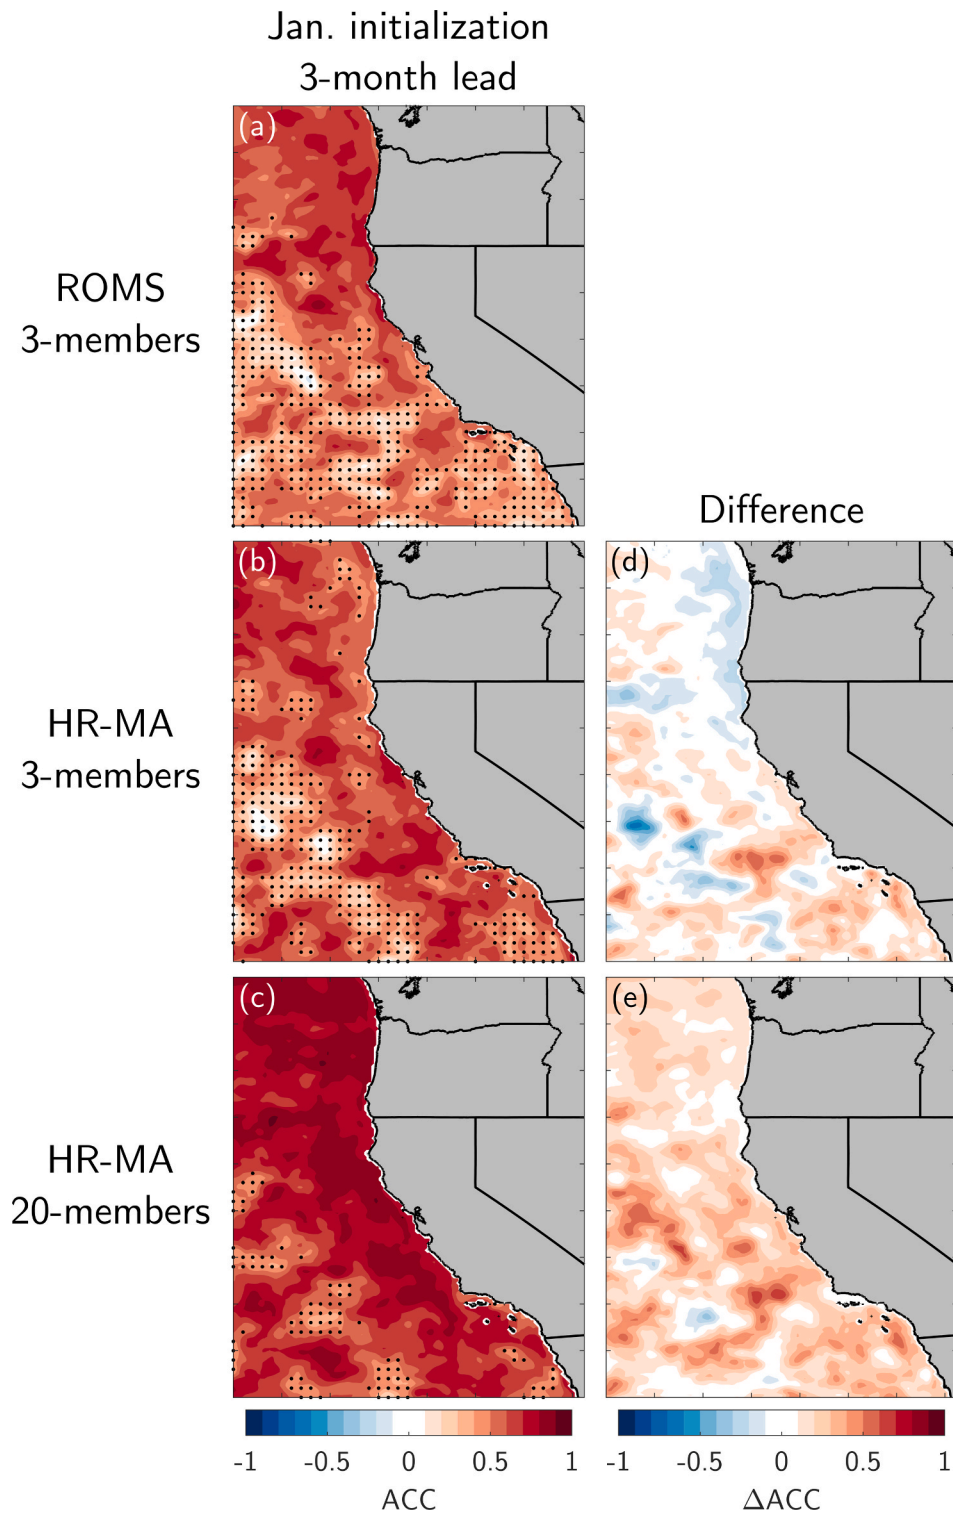 Jan. initialization
3-month lead
(a)
ROMS
3-members
Difference
(b)
(d)
HR-MA
3-members
(c)
(e)
HR-MA
20-members
-1 -0.5 0 0.5 1
ACC
-1 -0.5 0 0.5 1
ΔACC